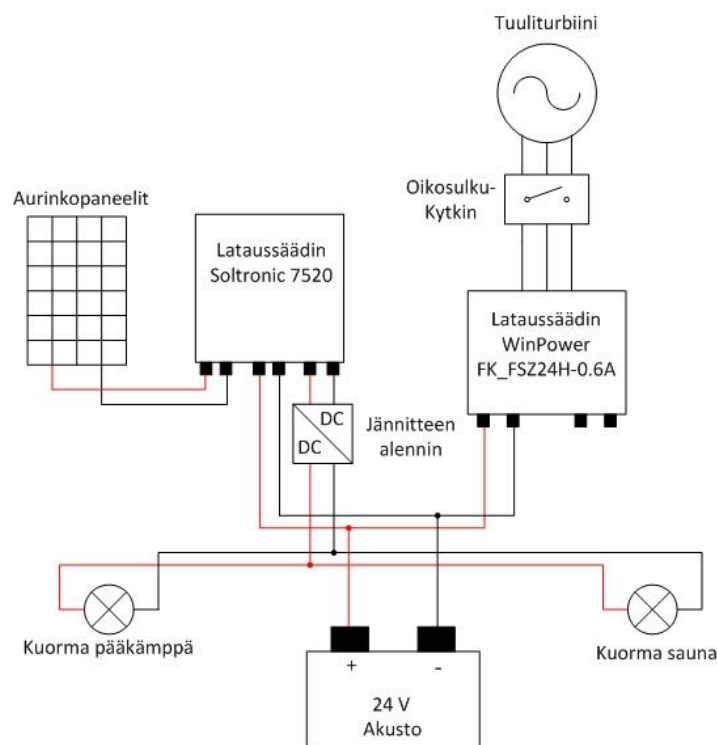 Tuuliturbiini
Oikosulku-
Kytkin
Aurinkopaneelit
Lataussäädin
Soltronic 7520
Lataussäädin
WinPower
FK_FSZ24H-0.6A
DC
DC
Jännitteen
alennin
Kuorma pääkämppä
Kuorma sauna
+ -
24 V
Akusto